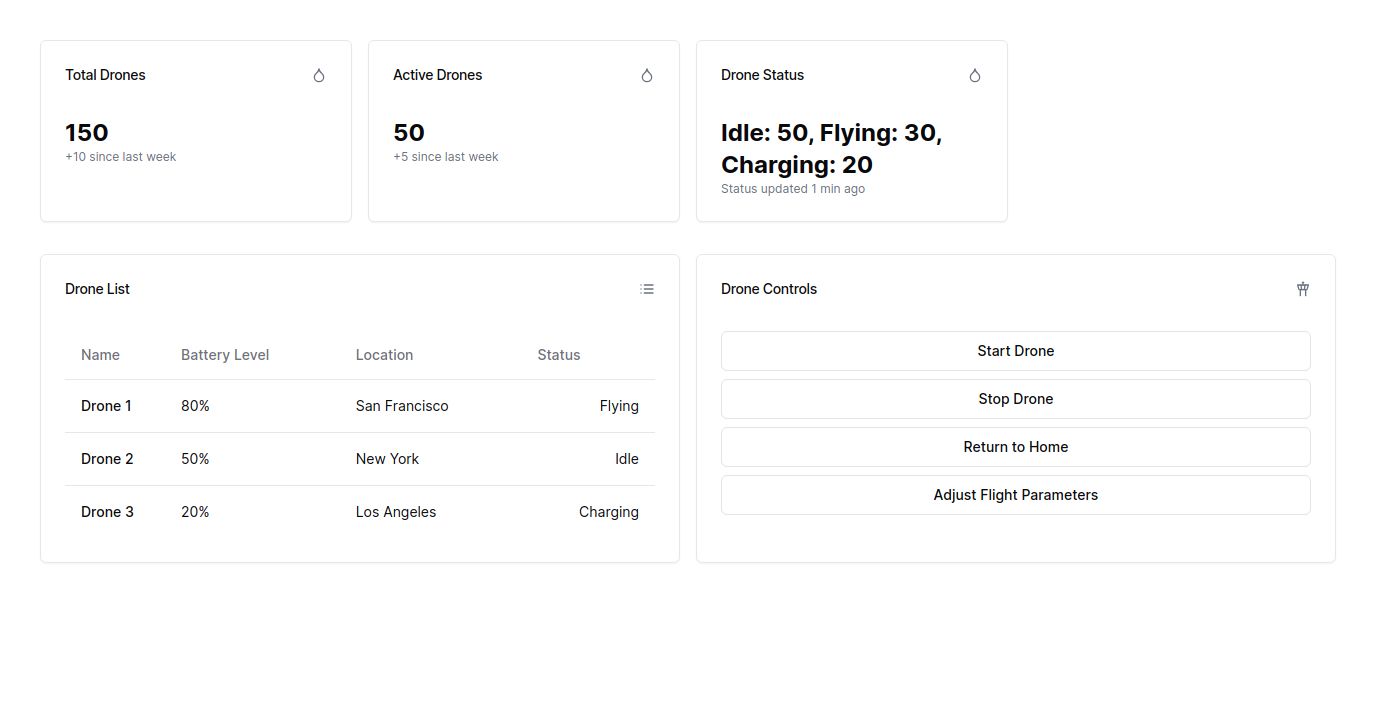 Total Drones
150
+10 since last week
Active Drones
50
+5 since last week
Drone Status
Idle: 50, Flying: 30,
Charging: 20
Status updated 1 min ago
Drone List
Name Battery Level Location Status
Drone 1 80% San Francisco Flying
Drone 2 50% New York Idle
Drone 3 20% Los Angeles Charging
Drone Controls
Start Drone
Stop Drone
Return to Home
Adjust Flight Parameters